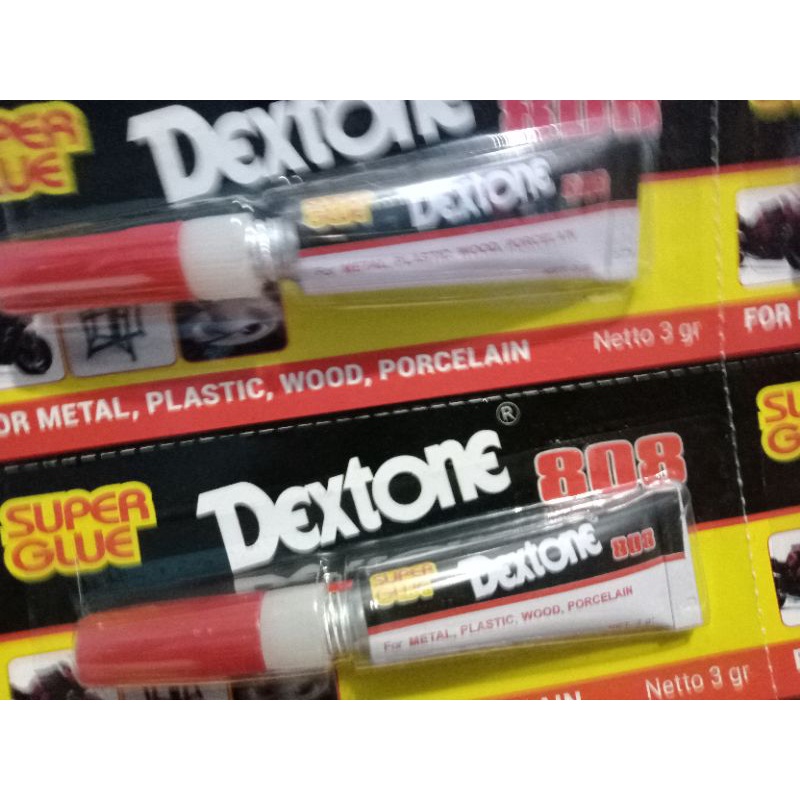 SUPER
GLUE
DEXTONE 808
SUPER
GLUE
DEXTONE 808
For METAL, PLASTIC, WOOD, PORCELAIN
FOR METAL, PLASTIC, WOOD, PORCELAIN
Netto 3 gr
FOR
SUPER
GLUE
DEXTONE® 808
SUPER
GLUE
DEXTONE 808
For METAL, PLASTIC, WOOD, PORCELAIN
Netto 3 gr